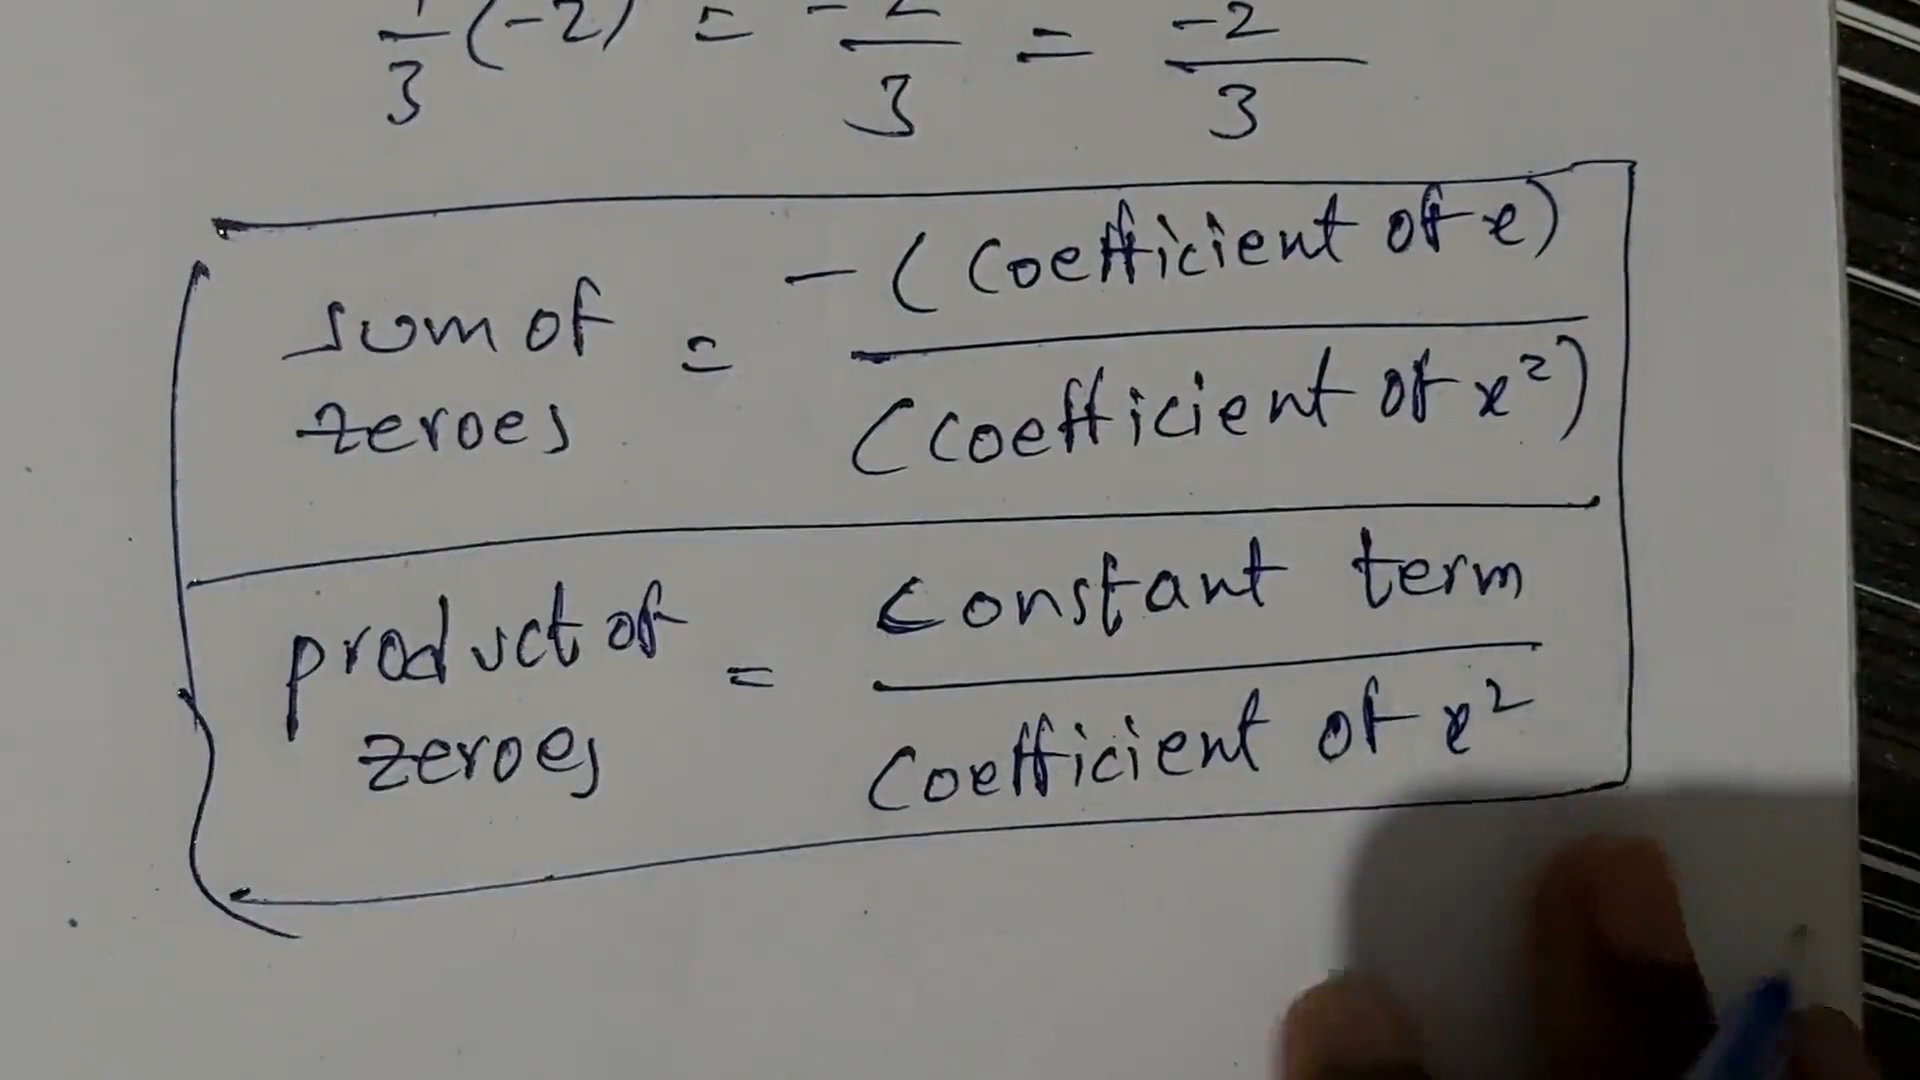 1/3 (-2) = -2/3 = -2/3
sum of zeroes = -(Coefficient of x) / (Coefficient of x²)
product of zeroes = Constant term / Coefficient of x²